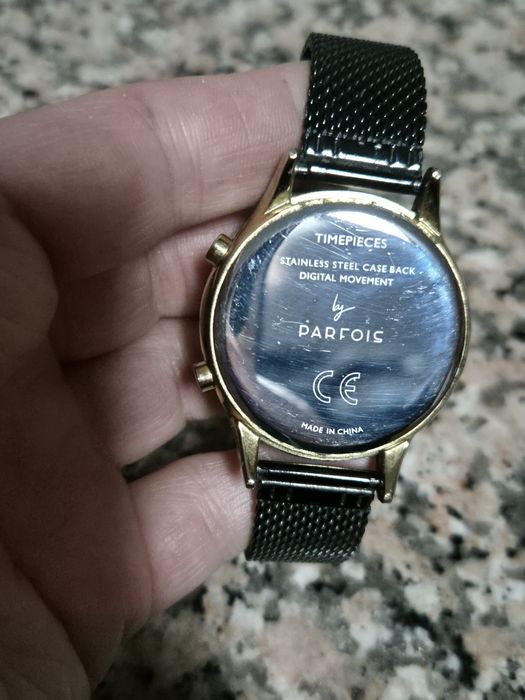 TIMEPIECES
STAINLESS STEEL CASE BACK
DIGITAL MOVEMENT
by
PARFOIS
CE
MADE IN CHINA